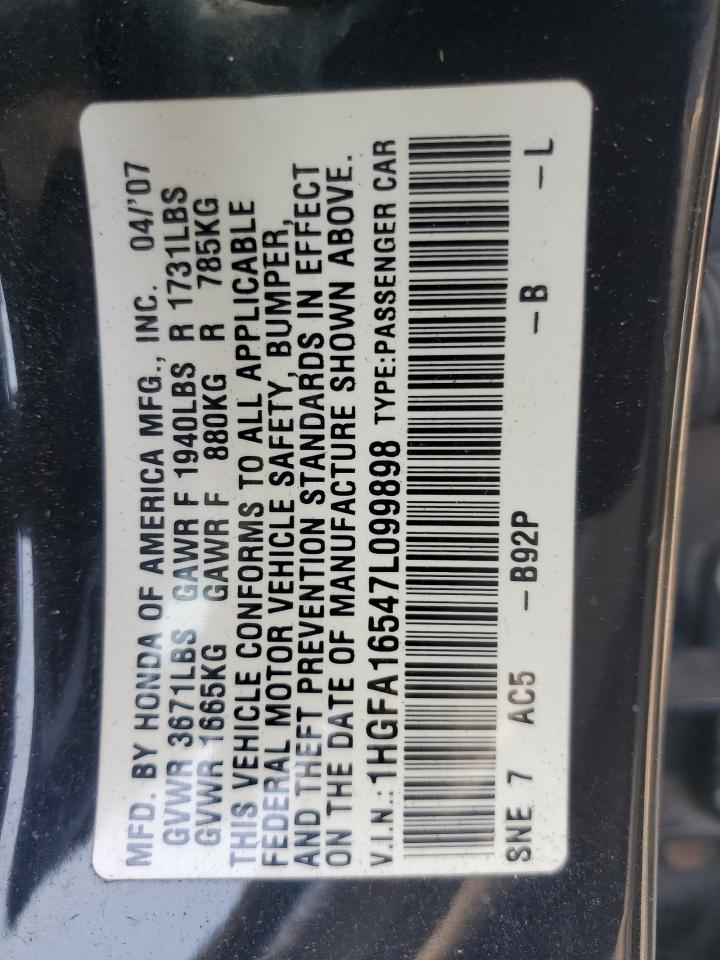 MFD. BY HONDA OF AMERICA MFG., INC. 04/'07
GVWR 3671LBS GAWR F 1940LBS R 1731LBS
GVWR 1665KG GAWR F 880KG R 785KG
THIS VEHICLE CONFORMS TO ALL APPLICABLE
FEDERAL MOTOR VEHICLE SAFETY, BUMPER,
AND THEFT PREVENTION STANDARDS IN EFFECT
ON THE DATE OF MANUFACTURE SHOWN ABOVE.
V.I.N.:1HGFA16547L099898 TYPE:PASSENGER CAR
SNE 7 AC5 –B92P –B –L